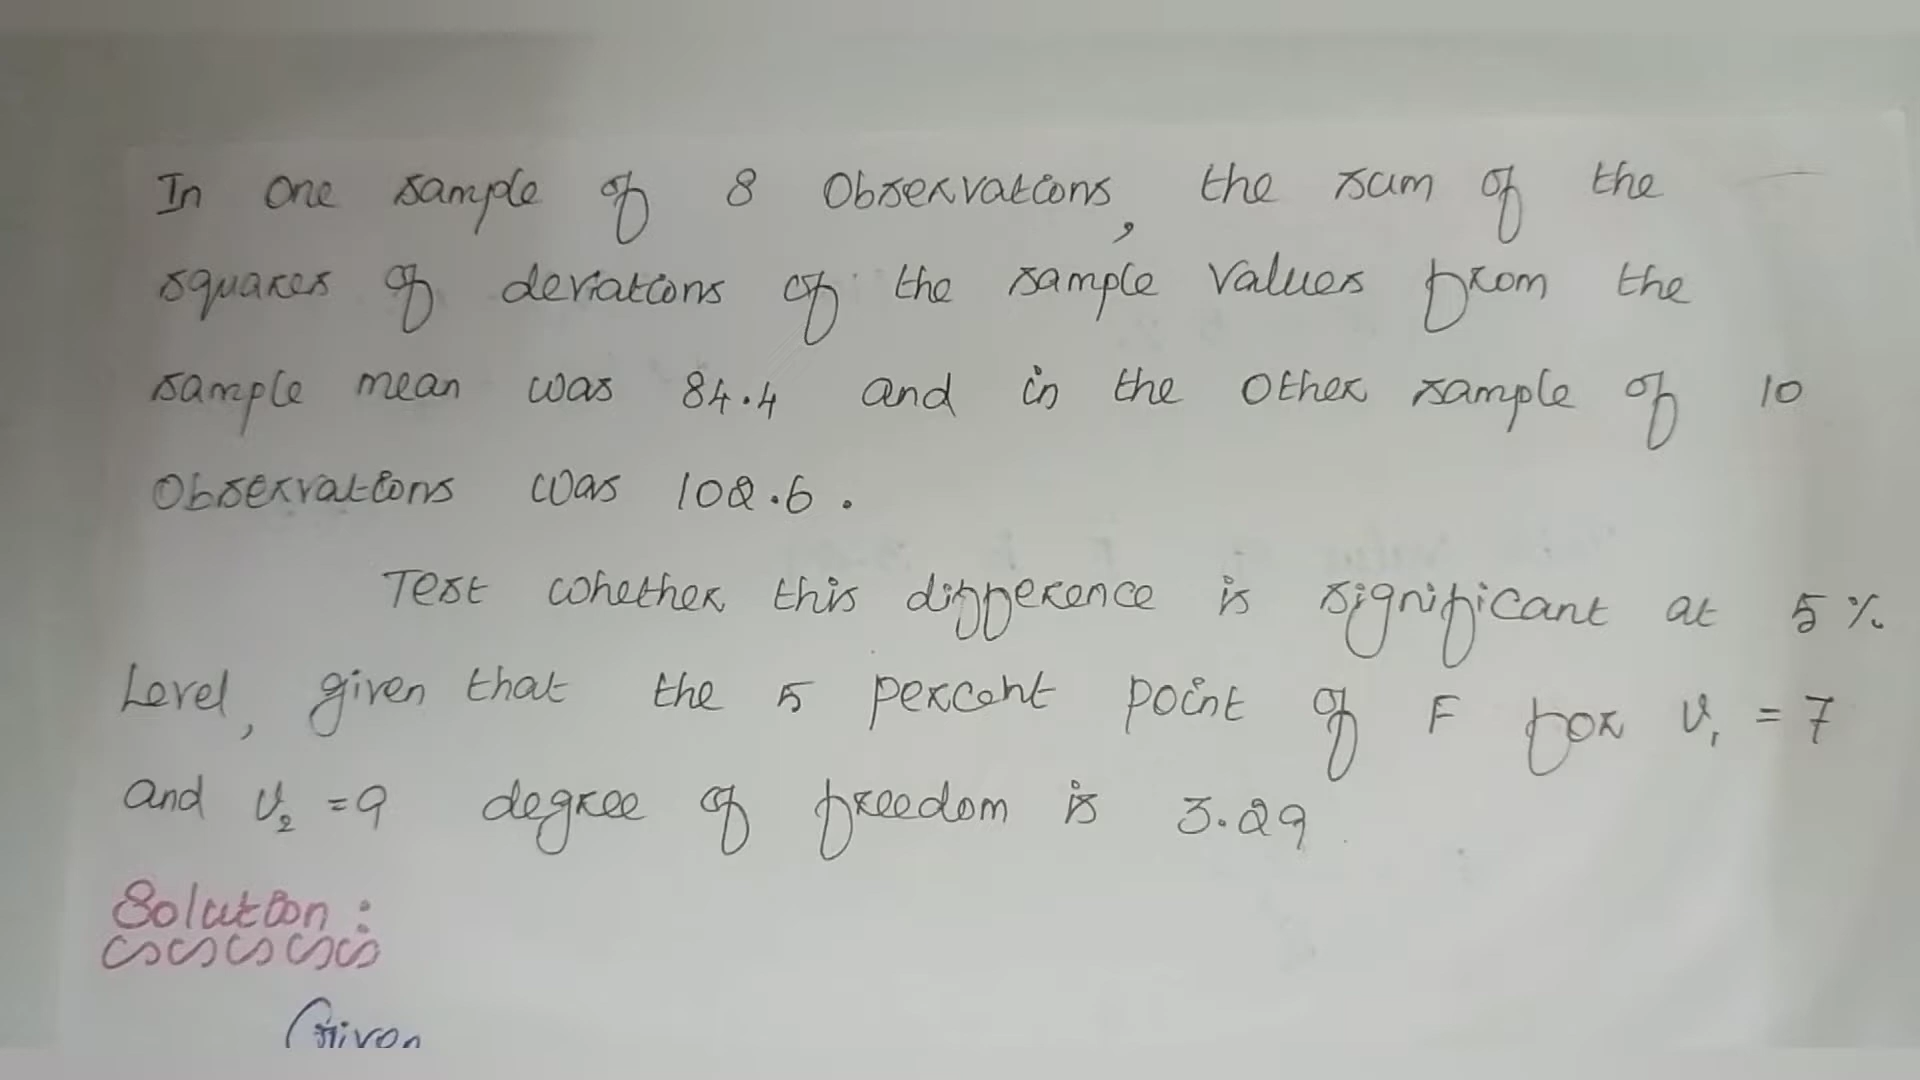 In one sample of 8 Observations, the sum of the
squares of deviations of the sample values from the
sample mean was 84.4 and in the other sample of 10
Observations was 102.6.
Test whether this difference is significant at 5%
Level, given that the 5 percent point of F for V₁ = 7
and V₂ = 9 degree of freedom is 3.29
Solution:
Given